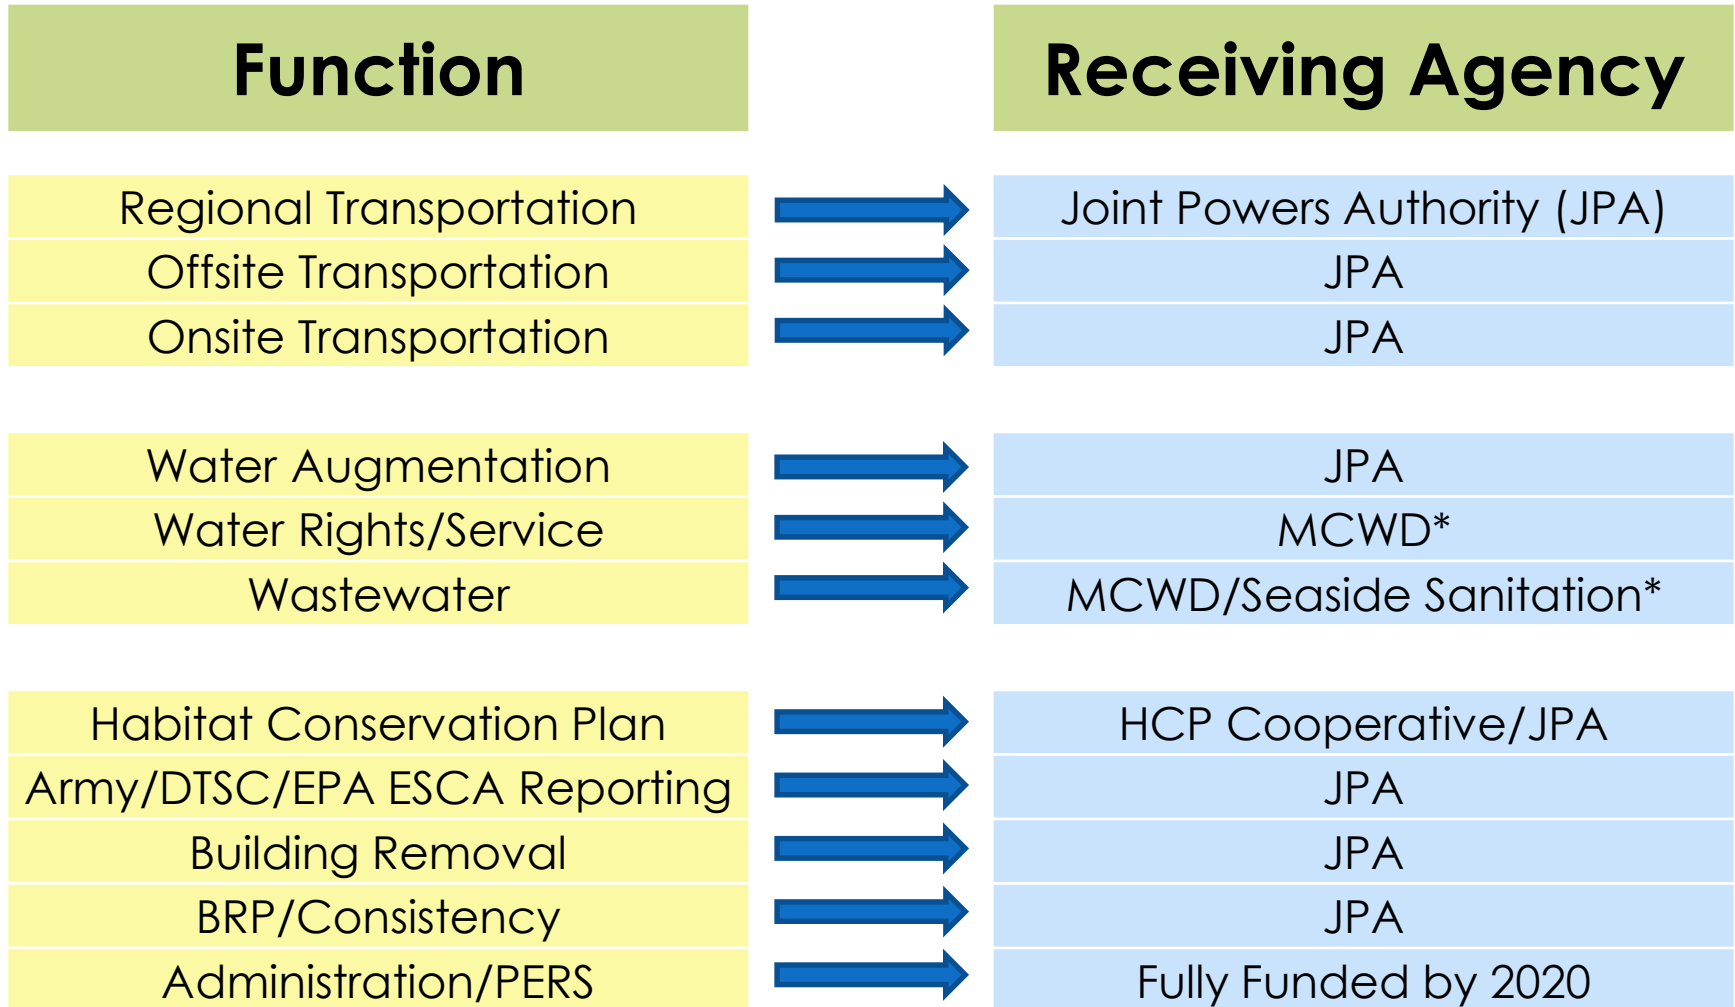 Function Receiving Agency
Regional Transportation Joint Powers Authority (JPA)
Offsite Transportation JPA
Onsite Transportation JPA
Water Augmentation JPA
Water Rights/Service MCWD*
Wastewater MCWD/Seaside Sanitation*
Habitat Conservation Plan HCP Cooperative/JPA
Army/DTSC/EPA ESCA Reporting JPA
Building Removal JPA
BRP/Consistency JPA
Administration/PERS Fully Funded by 2020